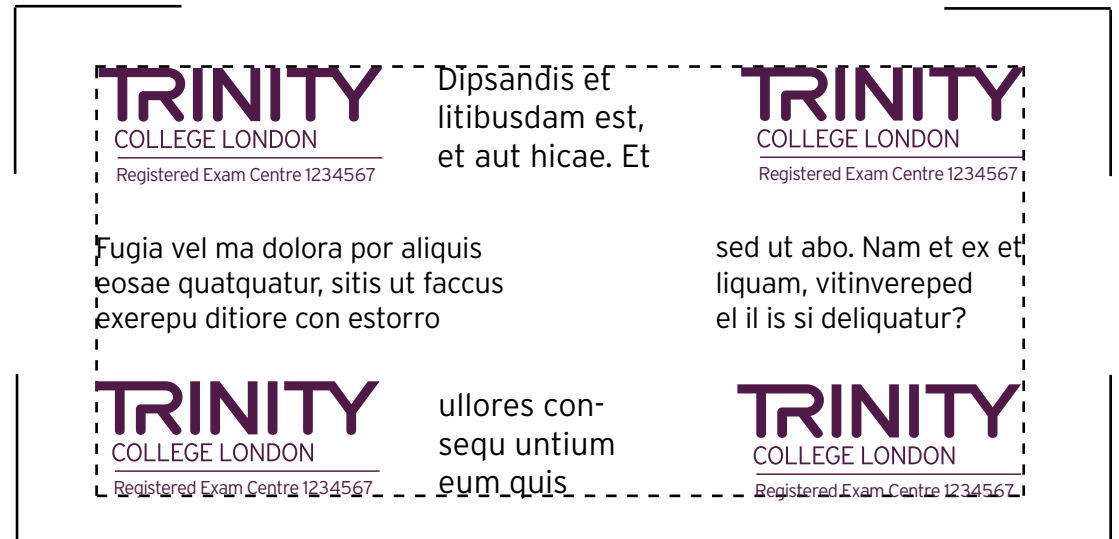 TRINITY
COLLEGE LONDON
Registered Exam Centre 1234567
Dipsandis et
litibusdam est,
et aut hicae. Et
TRINITY
COLLEGE LONDON
Registered Exam Centre 1234567
Fugia vel ma dolora por aliquis
eosae quatquatur, sitis ut faccus
exerepu ditiore con estorro
sed ut abo. Nam et ex et
liquam, vitinvereped
el il is si deliquatur?
TRINITY
COLLEGE LONDON
Registered Exam Centre 1234567
ullores con-
sequ untium
eum quis
TRINITY
COLLEGE LONDON
Registered Exam Centre 1234567